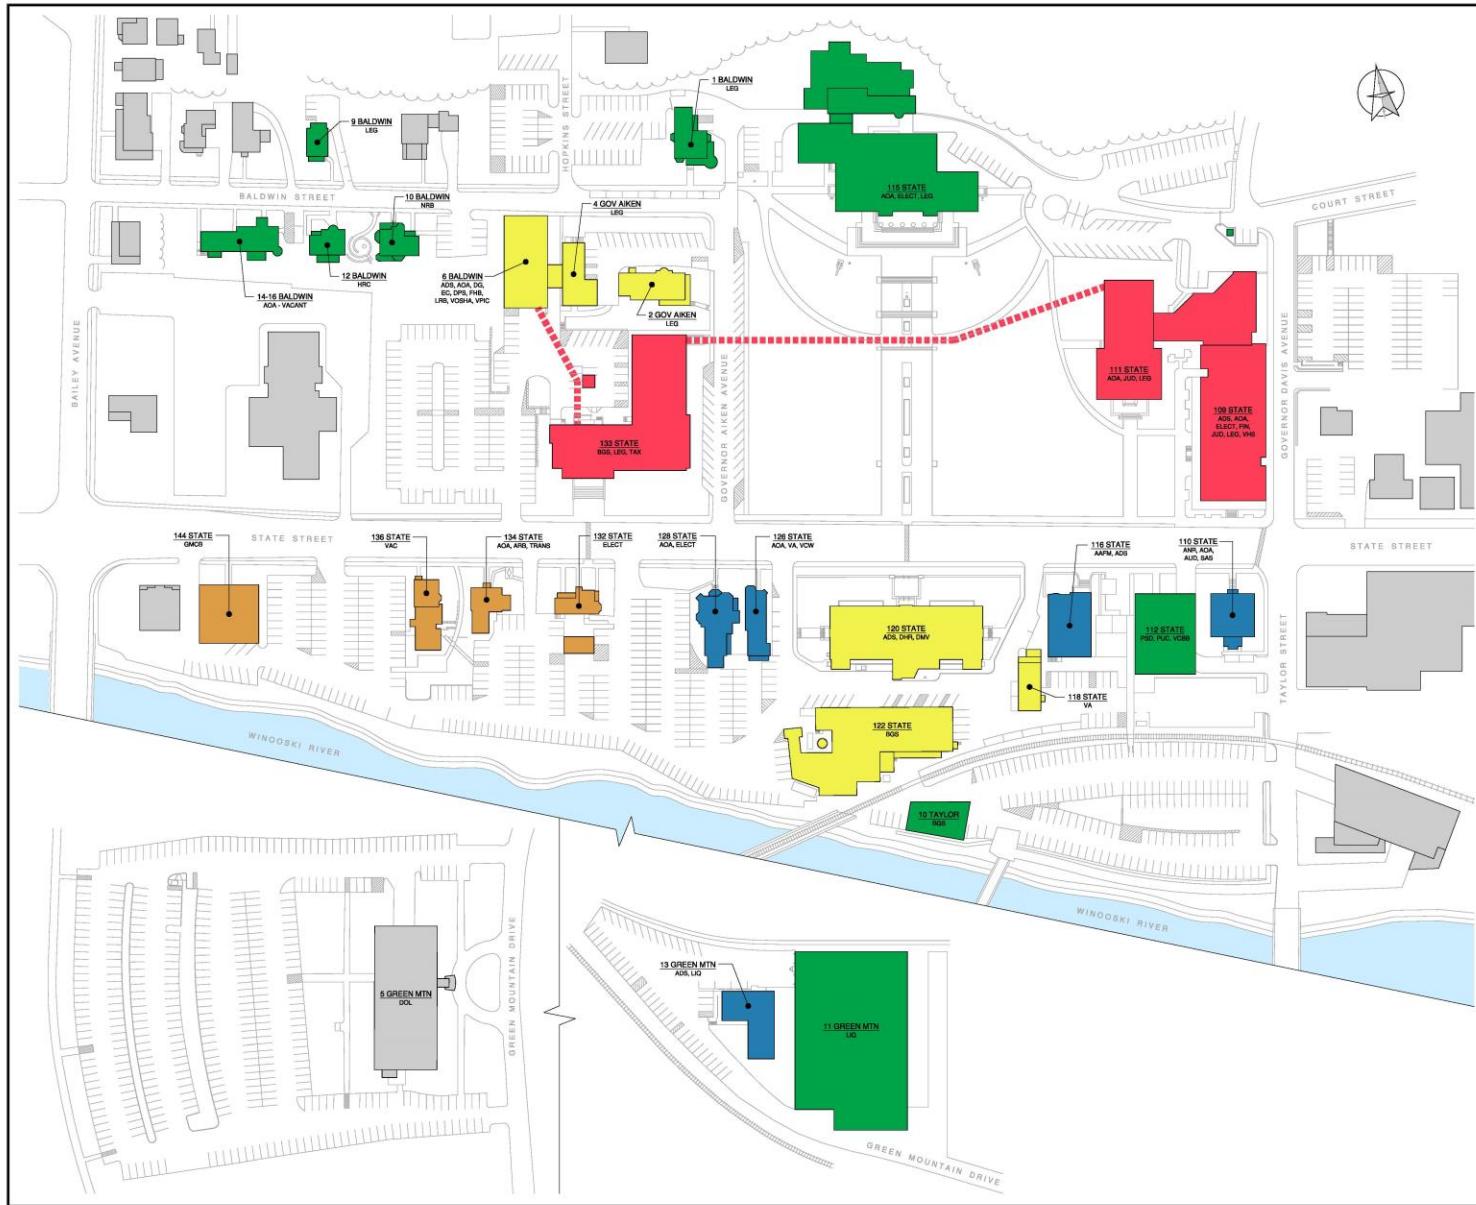 1 BALDWIN
LEG
HOPKINS STREET
9 BALDWIN
LEG
BALDWIN STREET
10 BALDWIN
NRB
4 GOV AIKEN
LEG
115 STATE
AOA, ELECT, LEG
COURT STREET
12 BALDWIN
HRC
6 BALDWIN
ADS, AOA, DG,
EC, DPS, FHB,
LRB, VOSHA, VPIC
14-16 BALDWIN
AOA - VACANT
2 GOV AIKEN
LEG
BAILEY AVENUE
GOVERNOR AIKEN AVENUE
111 STATE
AOA, JUD, LEG
109 STATE
ADS, AOA,
ELECT, FIN,
JUD, LEG, VHS
GOVERNOR DAVIS AVENUE
133 STATE
BGS, LEG, TAX
144 STATE
GMCB
STATE STREET
136 STATE
VAC
134 STATE
AOA, ARB, TRANS
132 STATE
ELECT
128 STATE
AOA, ELECT
126 STATE
AOA, VA, VCW
116 STATE
AAFM, ADS
110 STATE
ANR, AOA,
AUD, SAS
STATE STREET
120 STATE
ADS, DHR, DMV
112 STATE
PSD, PUC, VCBB
TAYLOR STREET
118 STATE
VA
122 STATE
BGS
WINOOSKI RIVER
10 TAYLOR
BGS
WINOOSKI RIVER
5 GREEN MTN
DOL
GREEN MOUNTAIN DRIVE
13 GREEN MTN
ADS, LIQ
11 GREEN MTN
LIQ
GREEN MOUNTAIN DRIVE